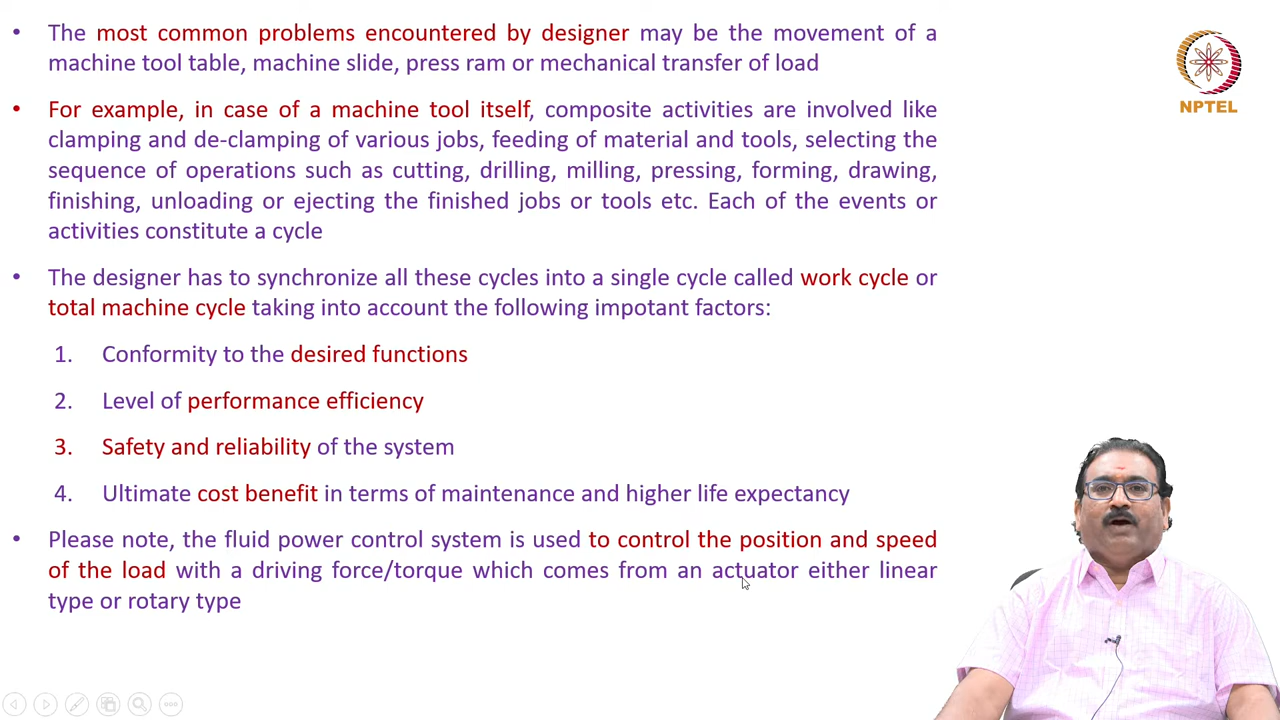 • The most common problems encountered by designer may be the movement of a
machine tool table, machine slide, press ram or mechanical transfer of load
• For example, in case of a machine tool itself, composite activities are involved like
clamping and de-clamping of various jobs, feeding of material and tools, selecting the
sequence of operations such as cutting, drilling, milling, pressing, forming, drawing,
finishing, unloading or ejecting the finished jobs or tools etc. Each of the events or
activities constitute a cycle
• The designer has to synchronize all these cycles into a single cycle called work cycle or
total machine cycle taking into account the following impotant factors:
1. Conformity to the desired functions
2. Level of performance efficiency
3. Safety and reliability of the system
4. Ultimate cost benefit in terms of maintenance and higher life expectancy
• Please note, the fluid power control system is used to control the position and speed
of the load with a driving force/torque which comes from an actuator either linear
type or rotary type
NPTEL